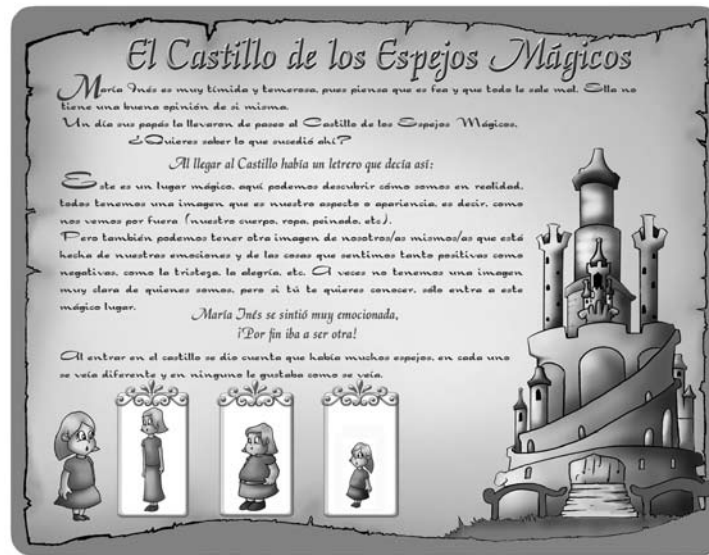 El Castillo de los Espejos Mágicos
María Inés es muy tímida y temerosa, pues piensa que es fea y que todo le sale mal. Ella no
tiene una buena opinión de si misma.
Un día sus papás la llevaron de paseo al Castillo de los Espejos Mágicos.
¿Quieres saber lo que sucedió ahí?
Al llegar al Castillo había un letrero que decía así:
Este es un lugar mágico, aquí podemos descubrir cómo somos en realidad,
todos tenemos una imagen que es nuestro aspecto o apariencia, es decir, como
nos vemos por fuera (nuestro cuerpo, ropa, peinado, etc).
Pero también podemos tener otra imagen de nosotros/as mismos/as que está
hecha de nuestras emociones y de las cosas que sentimos tanto positivas como
negativas, como la tristeza, la alegría, etc. A veces no tenemos una imagen
muy clara de quienes somos, pero si tú te quieres conocer, sólo entra a este
mágico lugar.
María Inés se sintió muy emocionada,
¡Por fin iba a ser otra!
Al entrar en el castillo se dio cuenta que había muchos espejos, en cada uno
se veía diferente y en ninguno le gustaba como se veía.